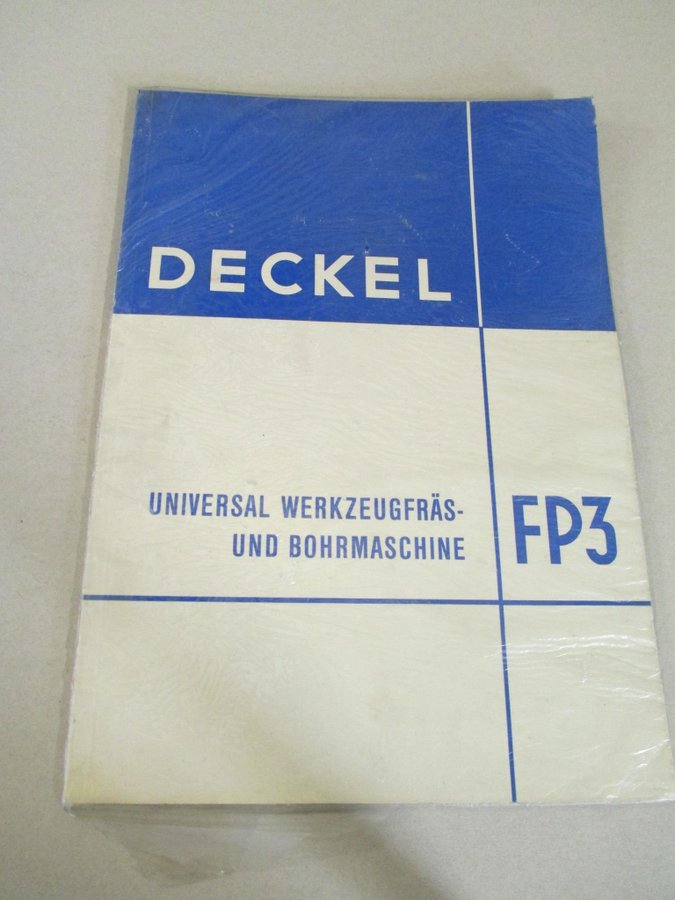 DECKEL
UNIVERSAL WERKZEUGFRÄS-
UND BOHRMASCHINE
FP3